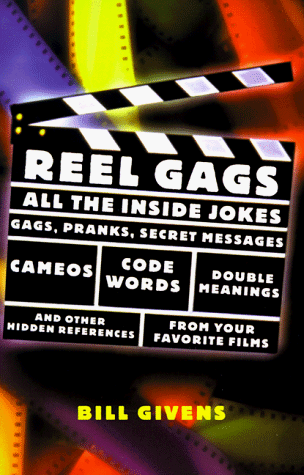 REEL GAGS
ALL THE INSIDE JOKES
GAGS, PRANKS, SECRET MESSAGES
CAMEOS
CODE
WORDS
DOUBLE
MEANINGS
AND OTHER
HIDDEN REFERENCES
FROM YOUR
FAVORITE FILMS
BILL GIVENS